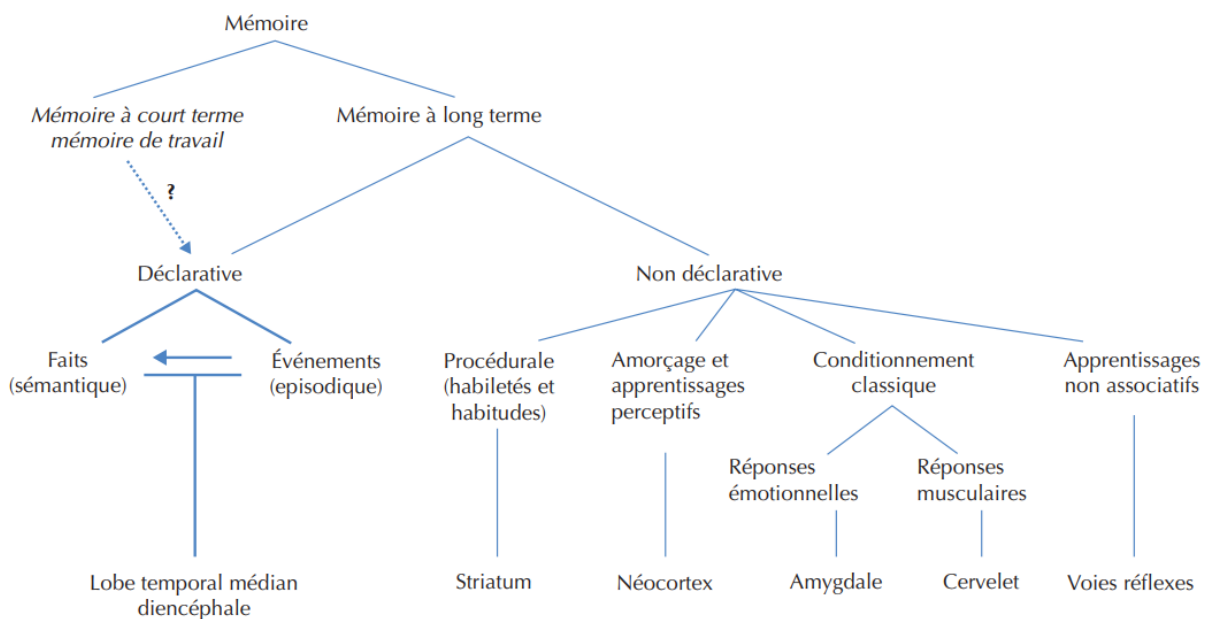 Mémoire
Mémoire à court terme
mémoire de travail
Mémoire à long terme
?
Déclarative
Non déclarative
Faits
(sémantique)
Événements
(episodique)
Procédurale
(habiletés et
habitudes)
Amorçage et
apprentissages
perceptifs
Conditionnement
classique
Apprentissages
non associatifs
Réponses
émotionnelles
Réponses
musculaires
Lobe temporal médian
diencéphale
Striatum
Néocortex
Amygdale
Cervelet
Voies réflexes